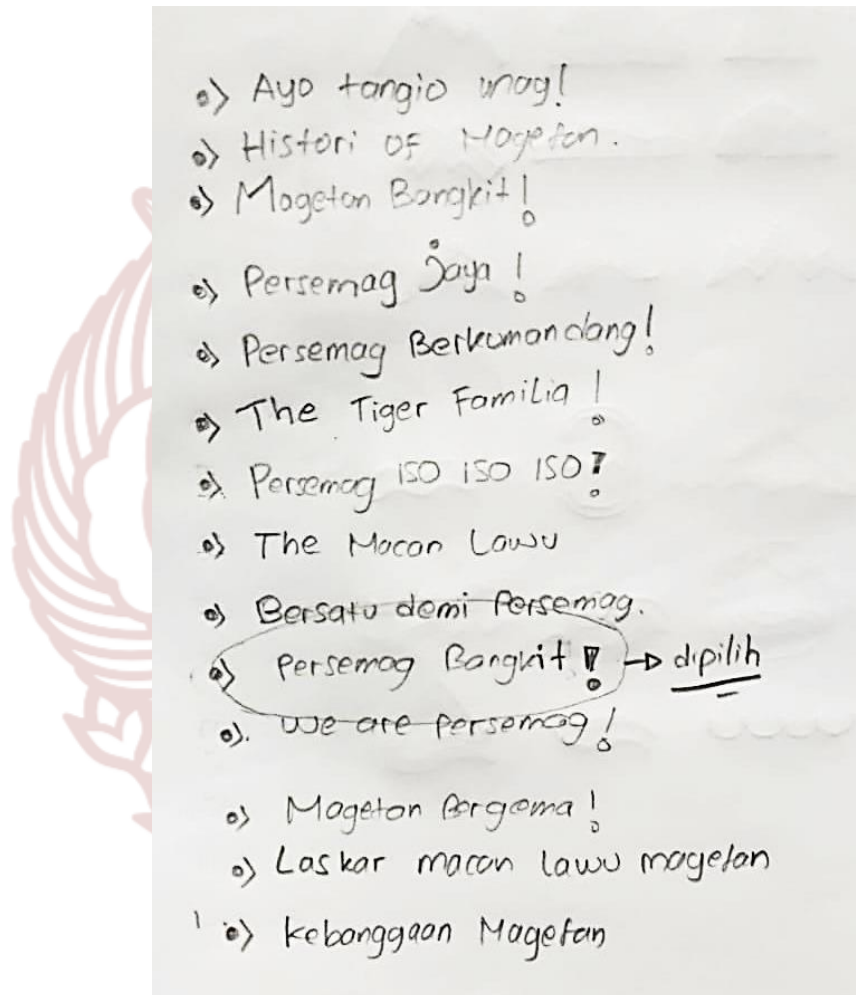 Ayo tangio wag!
Histori of Magetan.
Magetan Bangkit!
Persemag Jaya!
Persemag Berkumandang!
The Tiger Familia!
Persemag ISO ISO ISO!
The Macan Lawu
Bersatu demi Persemag.
Persemag Bangkit! → dipilih
We are persemag!
Magetan Bergema!
Laskar macan lawu magetan
kebanggaan Magetan